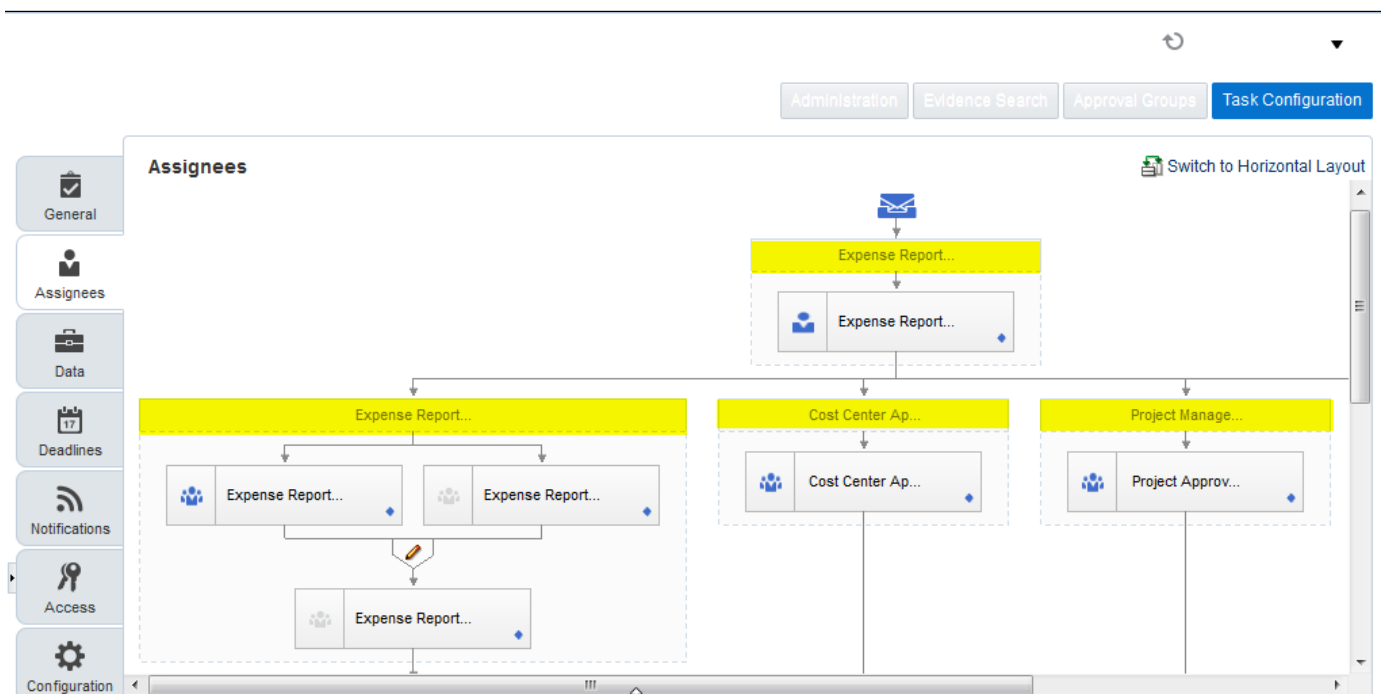 Administration
Evidence Search
Approval Groups
Task Configuration
General
Assignees
Data
17
Deadlines
Notifications
Access
Configuration
Assignees
Switch to Horizontal Layout
Expense Report...
Expense Report...
Expense Report...
Cost Center Ap...
Project Manage...
Expense Report...
Expense Report...
Cost Center Ap...
Project Approv...
Expense Report...